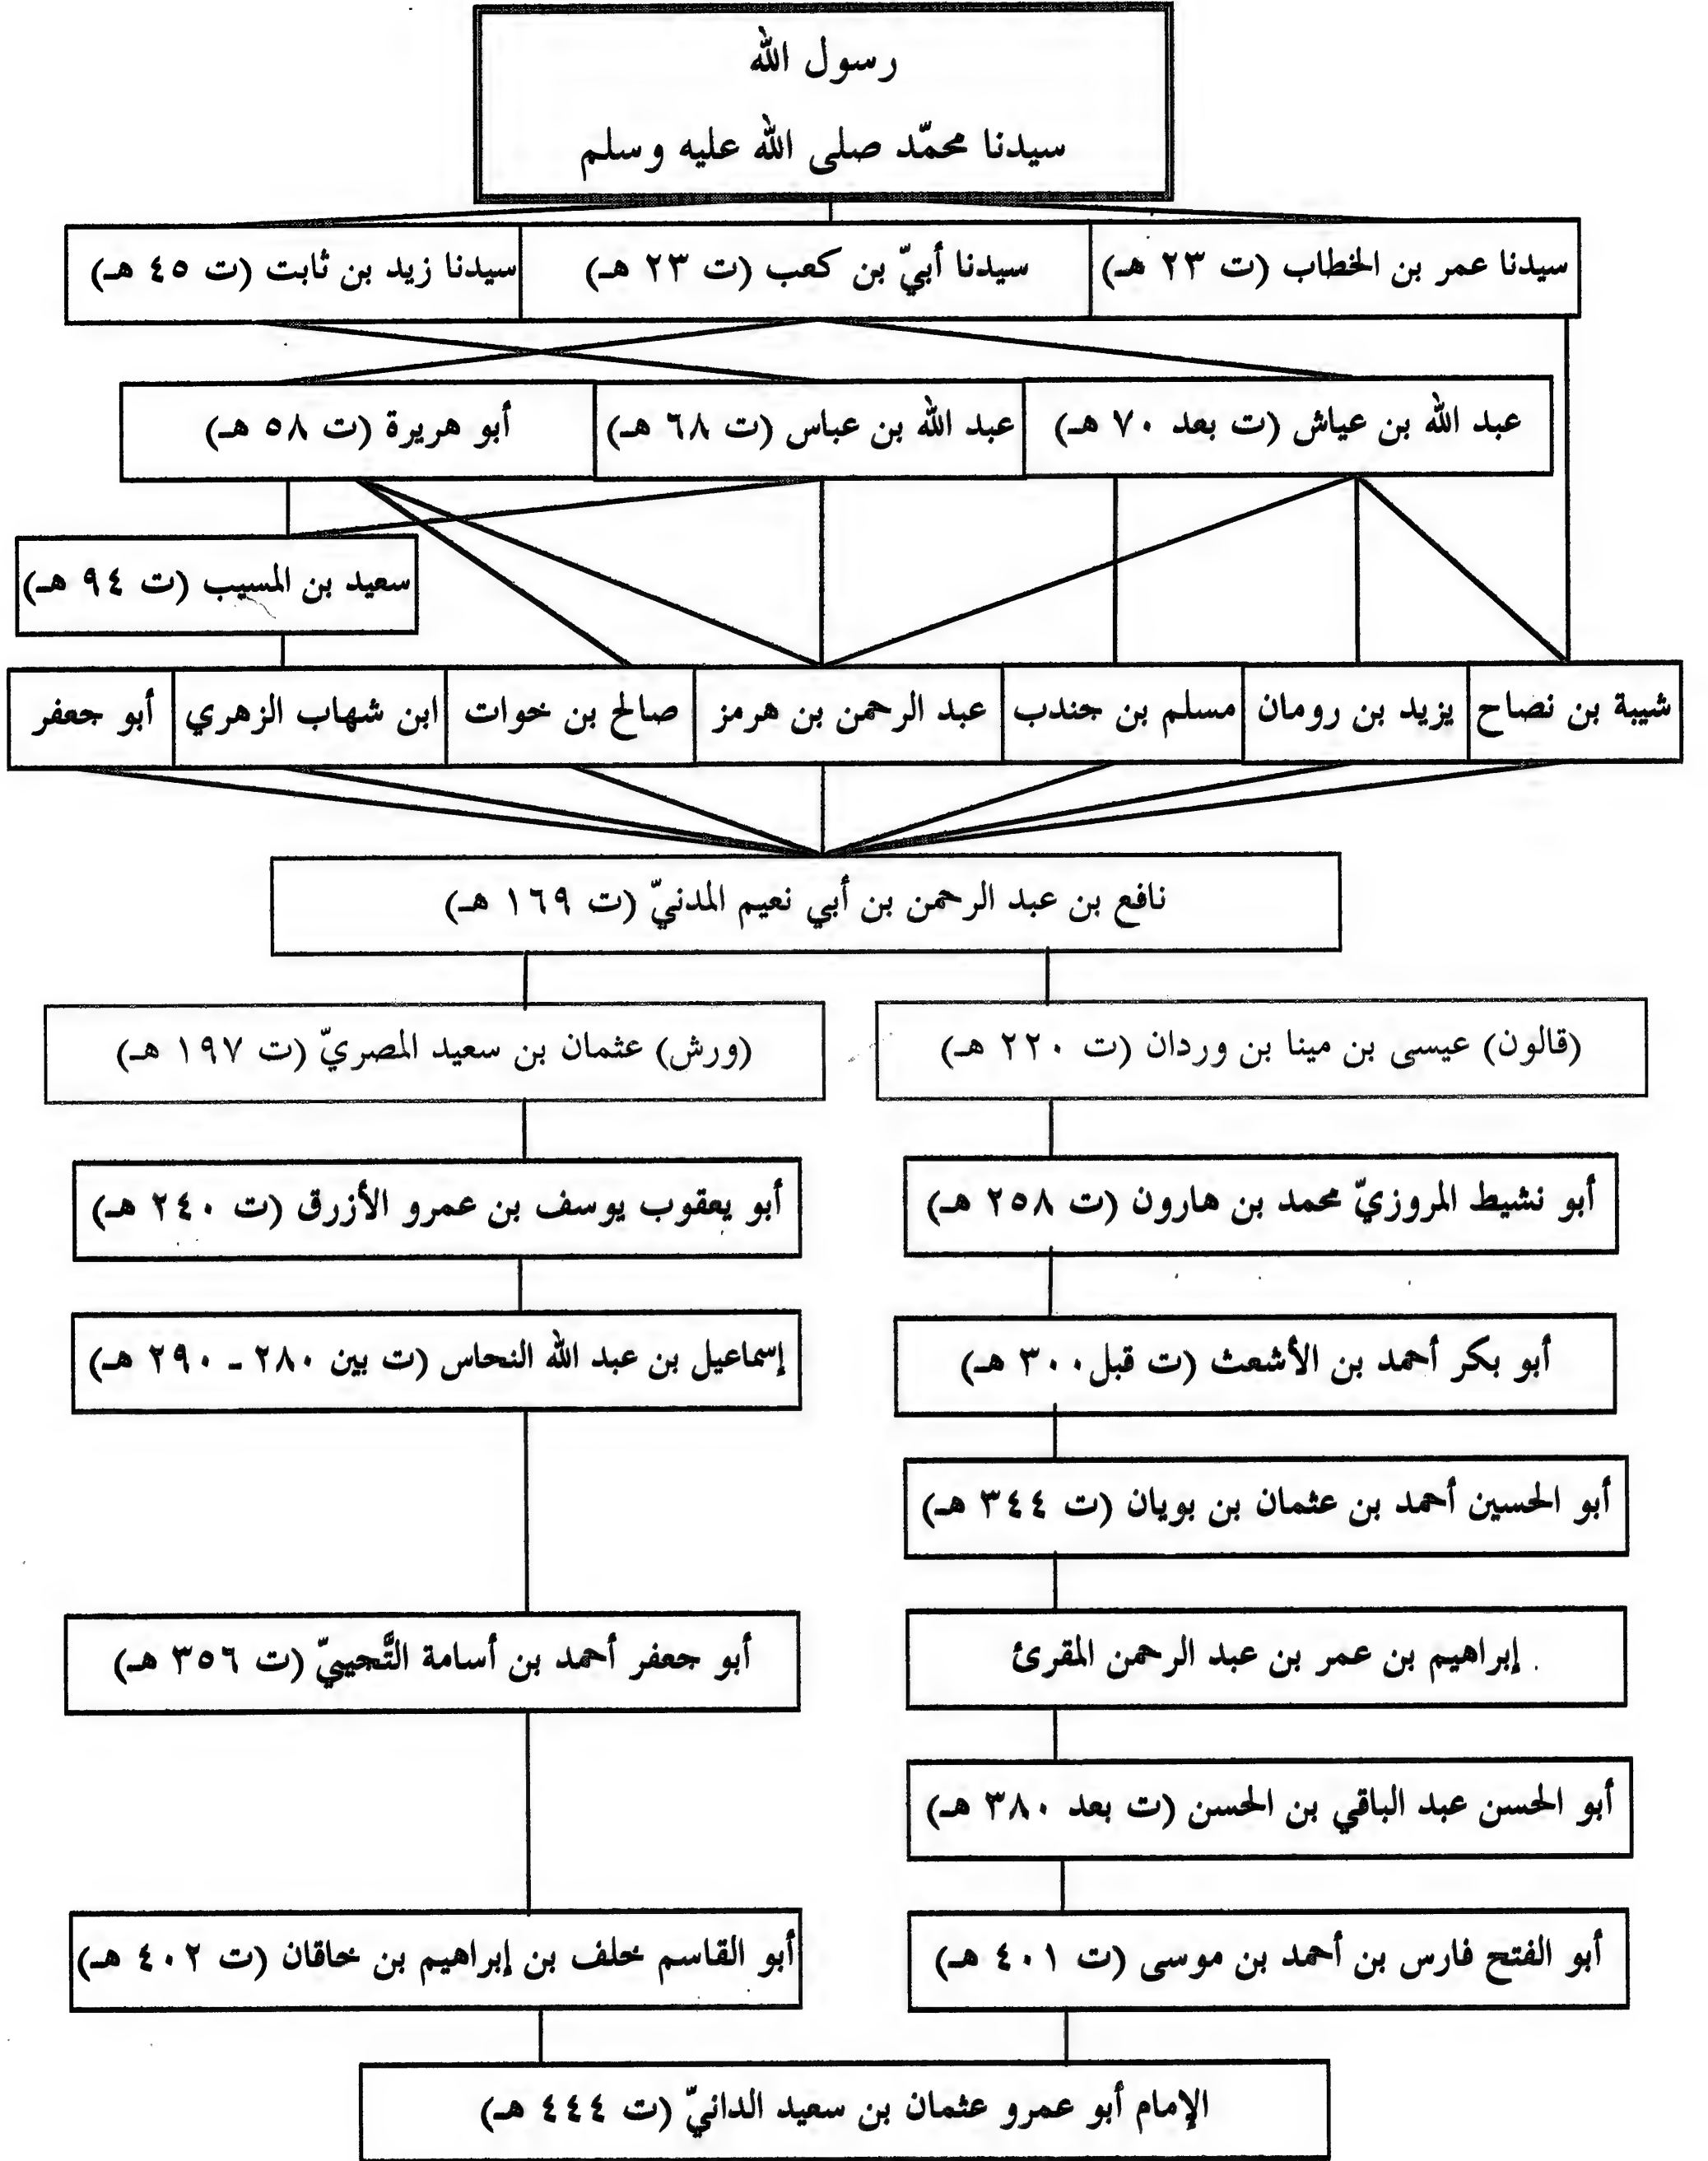 رسول الله
سيدنا محمّد صلى الله عليه وسلم
سيدنا عمر بن الخطاب (ت ٢٣ هـ)
سيدنا أبيّ بن كعب (ت ٢٣ هـ)
سيدنا زيد بن ثابت (ت ٤٥ هـ)
عبد الله بن عياش (ت بعد ٧٠ هـ)
عبد الله بن عباس (ت ٦٨ هـ)
أبو هريرة (ت ٥٨ هـ)
سعيد بن المسيب (ت ٩٤ هـ)
شيبة بن نصاح
يزيد بن رومان
مسلم بن جندب
عبد الرحمن بن هرمز
صالح بن خوات
ابن شهاب الزهري
أبو جعفر
نافع بن عبد الرحمن بن أبي نعيم المدنيّ (ت ١٦٩ هـ)
(قالون) عيسى بن مينا بن وردان (ت ٢٢٠ هـ)
(ورش) عثمان بن سعيد المصريّ (ت ١٩٧ هـ)
أبو نشيط المروزيّ محمد بن هارون (ت ٢٥٨ هـ)
أبو يعقوب يوسف بن عمرو الأزرق (ت ٢٤٠ هـ)
أبو بكر أحمد بن الأشعث (ت قبل ٣٠٠ هـ)
إسماعيل بن عبد الله النحاس (ت بين ٢٨٠ - ٢٩٠ هـ)
أبو الحسين أحمد بن عثمان بن بويان (ت ٣٤٤ هـ)
إبراهيم بن عمر بن عبد الرحمن المقرئ
أبو جعفر أحمد بن أسامة التَّجيبيّ (ت ٣٥٦ هـ)
أبو الحسن عبد الباقي بن الحسن (ت بعد ٣٨٠ هـ)
أبو الفتح فارس بن أحمد بن موسى (ت ٤٠١ هـ)
أبو القاسم خلف بن إبراهيم بن خاقان (ت ٤٠٢ هـ)
الإمام أبو عمرو عثمان بن سعيد الدانيّ (ت ٤٤٤ هـ)